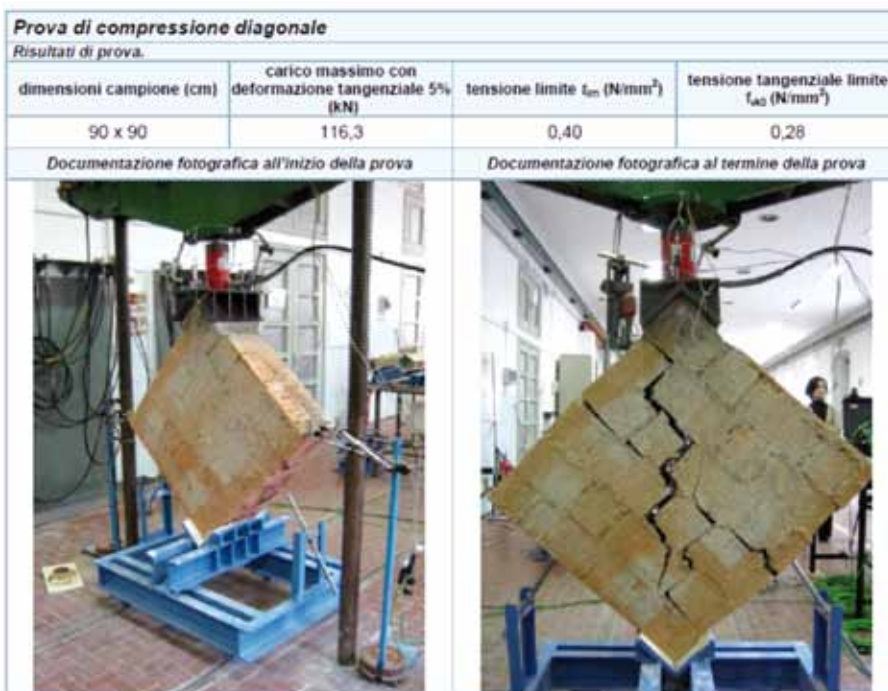 Prova di compressione diagonale
Risultati di prova.
dimensioni campione (cm)
carico massimo con
deformazione tangenziale 5%
(kN)
tensione limite τₗₘ (N/mm²)
tensione tangenziale limite
fᵥₖ₀ (N/mm²)
90 x 90
116,3
0,40
0,28
Documentazione fotografica all'inizio della prova
Documentazione fotografica al termine della prova